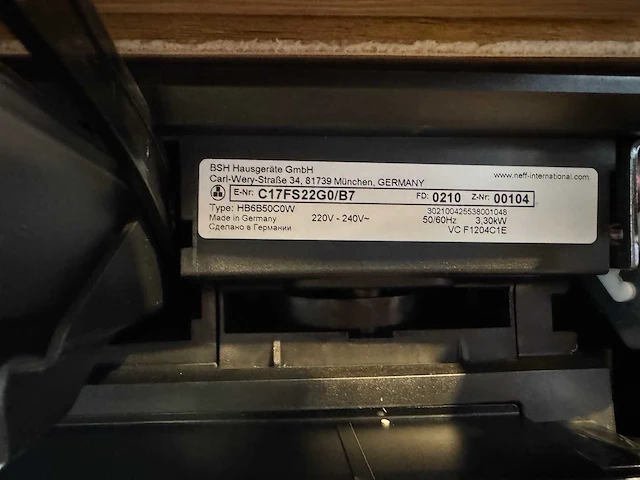 BSH Hausgeräte GmbH
Carl-Wery-Straße 34, 81739 München, GERMANY
www.neff-international.com
E-Nr: C17FS22G0/B7 FD: 0210 Z-Nr: 00104
Type: HB6B50C0W 302100425538001048
Made in Germany 220V - 240V~ 50/60Hz 3,30kW
Сделано в Германии VC F1204C1E